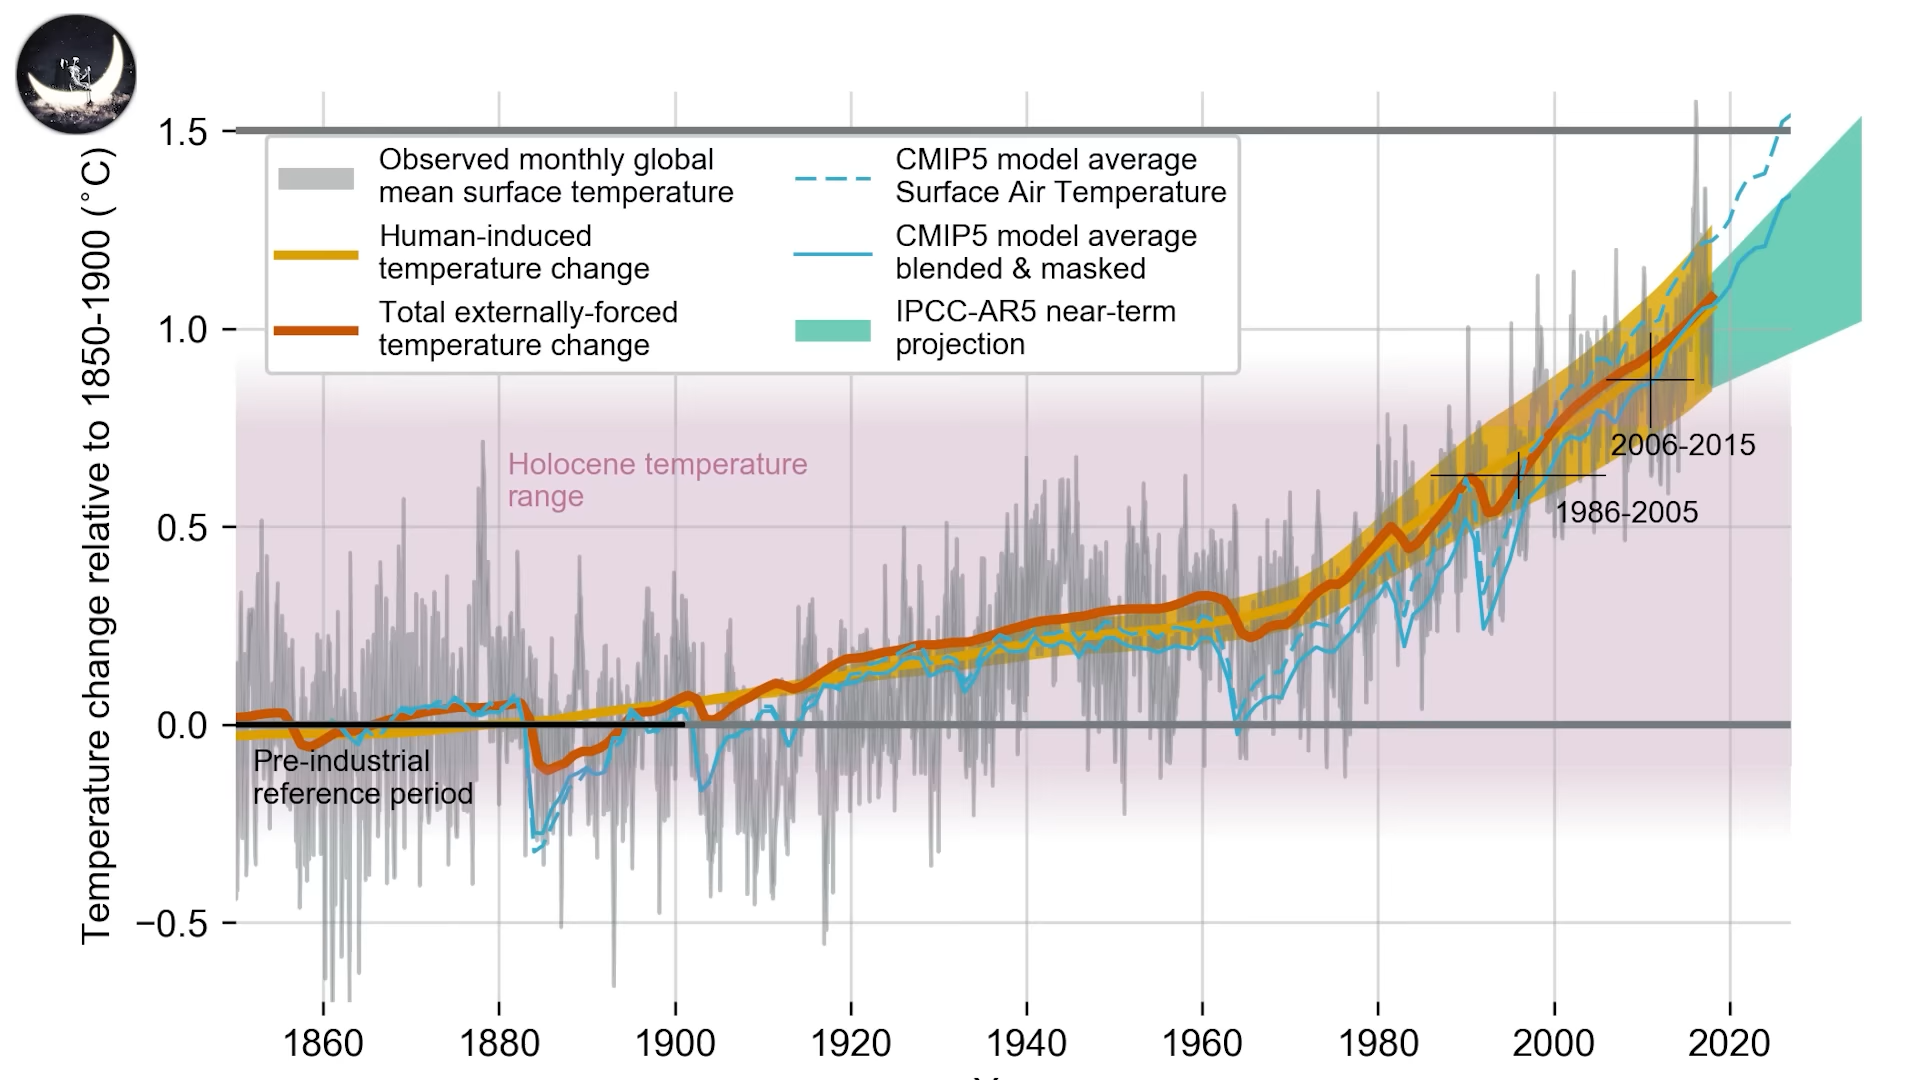 1.5
1.0
0.5
0.0
−0.5
Temperature change relative to 1850-1900 (°C)
Observed monthly global
mean surface temperature
Human-induced
temperature change
Total externally-forced
temperature change
CMIP5 model average
Surface Air Temperature
CMIP5 model average
blended & masked
IPCC-AR5 near-term
projection
Holocene temperature
range
2006-2015
1986-2005
Pre-industrial
reference period
1860 1880 1900 1920 1940 1960 1980 2000 2020